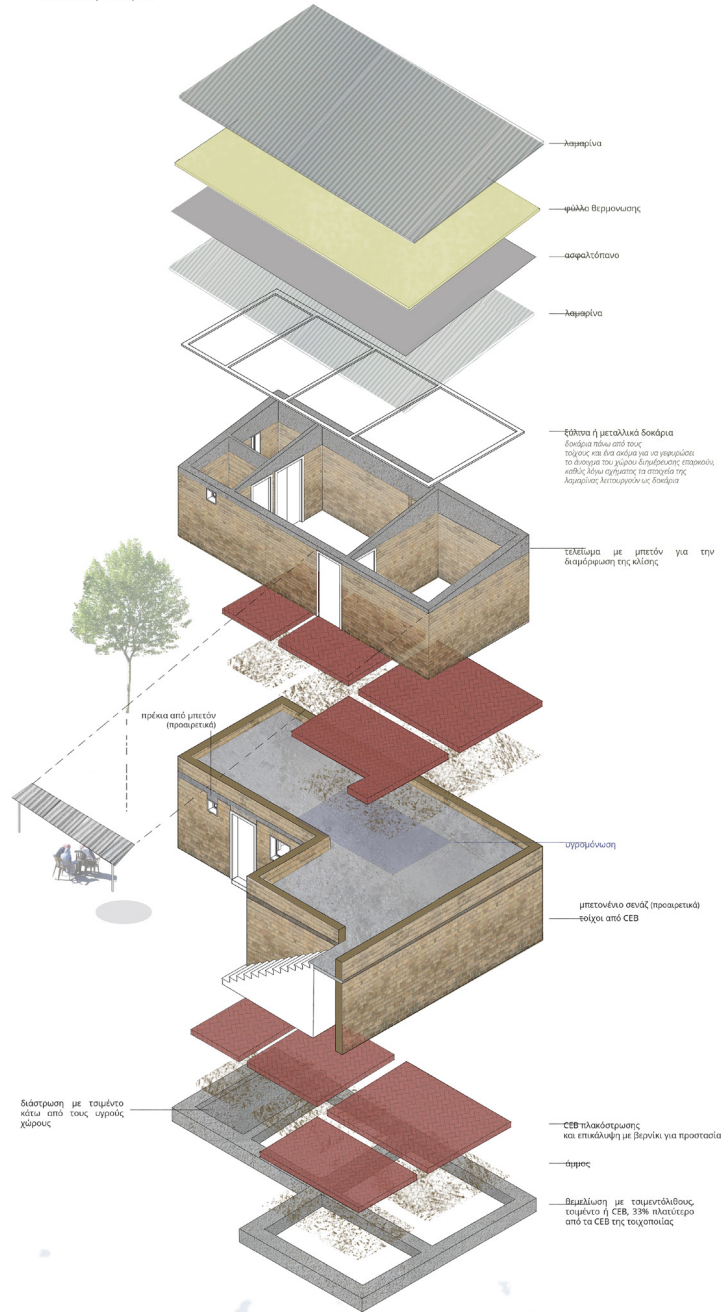 λαμαρίνα
φύλλο θερμονωσης
ασφαλτόπανο
λαμαρίνα
ξύλινα ή μεταλλικά δοκάρια
δοκάρια πάνω από τους
τοίχους και ένα ακόμα για να γεφυρώσει
το άνοιγμα του χώρου διημέρευσης επαρκούν,
καθώς λόγω σχήματος τα στοιχεία της
λαμαρίνας λειτουργούν ως δοκάρια
τελείωμα με μπετόν για την
διαμόρφωση της κλίσης
πρέκια από μπετόν
(προαιρετικά)
υγρομόνωση
μπετονένιο σενάζ (προαιρετικά)
τοίχοι από CEB
διάστρωση με τσιμέντο
κάτω από τους υγρούς
χώρους
CEB πλακόστρωσης
και επικάλυψη με βερνίκι για προστασία
άμμος
θεμελίωση με τσιμεντόλιθους,
τσιμέντο ή CEB, 33% πλατύτερο
από τα CEB της τοιχοποιίας